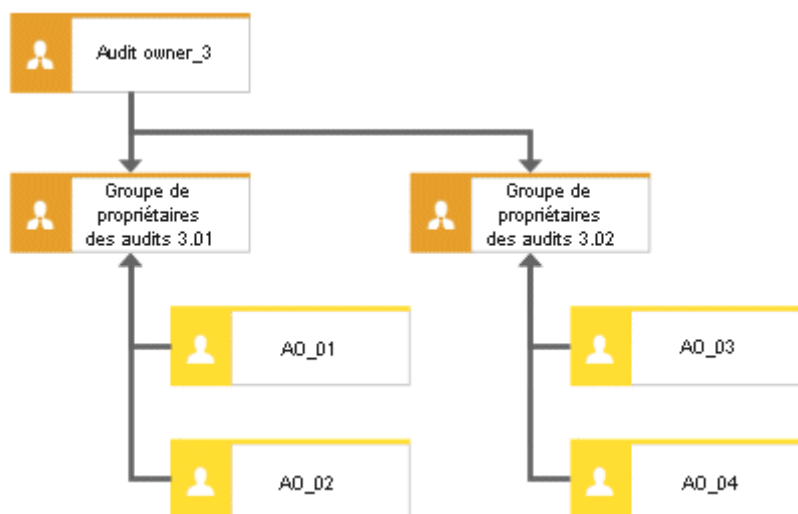 Audit owner_3
Groupe de
propriétaires
des audits 3.01
Groupe de
propriétaires
des audits 3.02
AO_01
AO_03
AO_02
AO_04